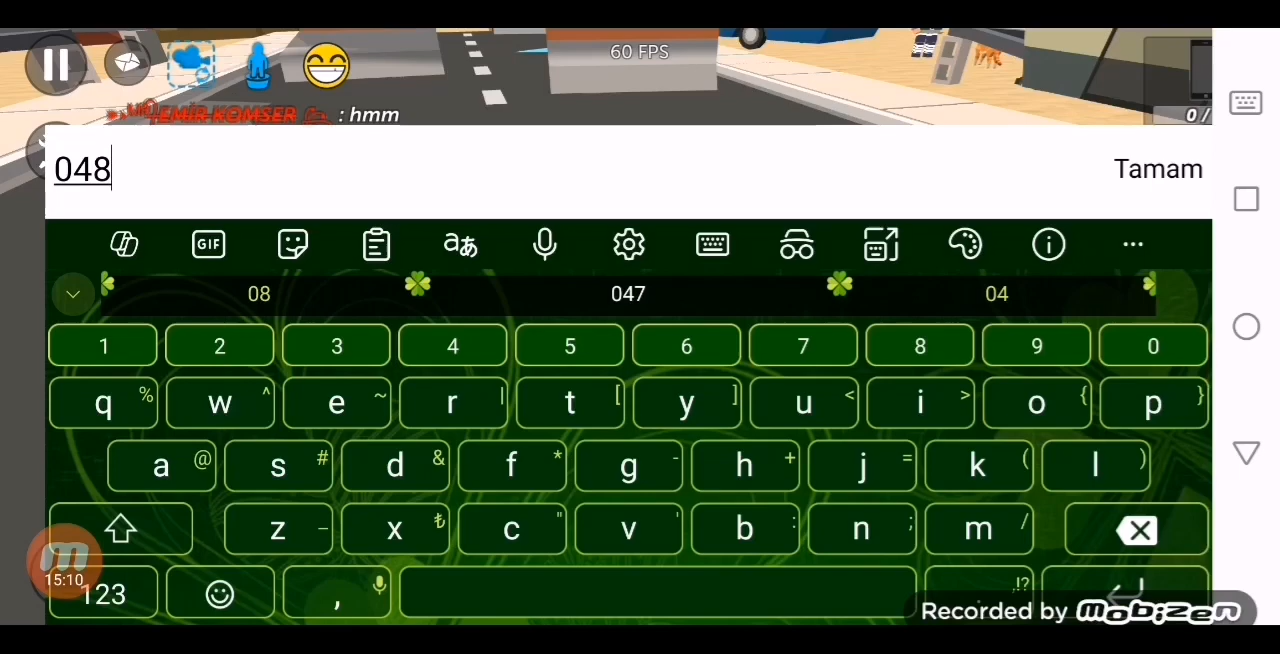 60 FPS
EMİR KOMSER : hmm
0/
048
Tamam
GIF aあ
08 047 04
1 2 3 4 5 6 7 8 9 0
q % w ^ e ~ r | t [ y ] u < i > o { p }
a @ s # d & f * g - h + j = k ( l )
z _ x ₺ c " v ' b : n ; m /
15:10
123 , ,!?
Recorded by mobizen